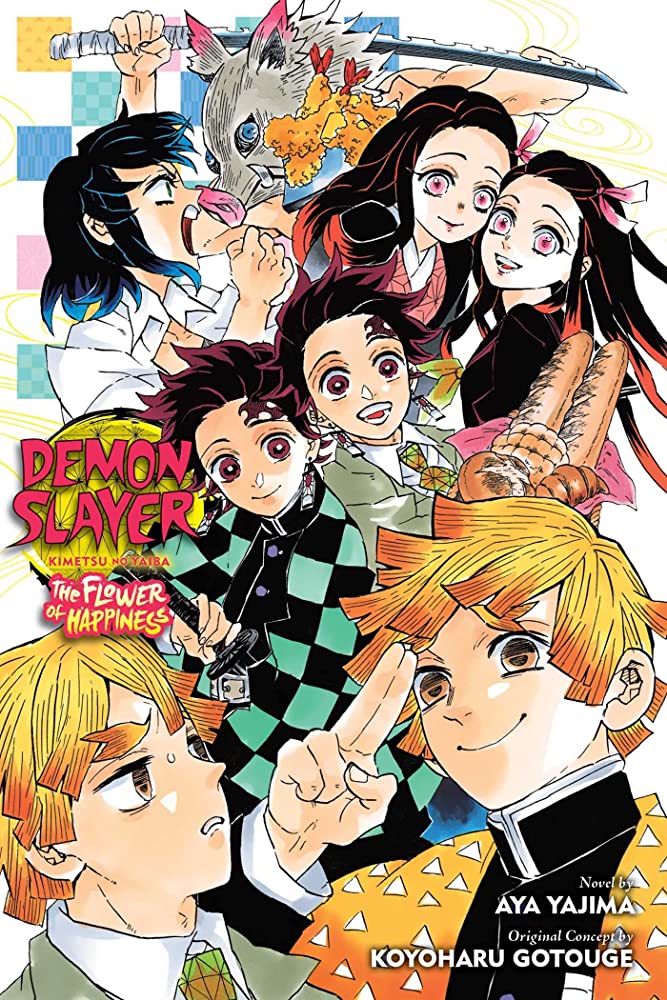 DEMON
SLAYER
KIMETSU NO YAIBA
THE FLOWER
OF HAPPINESS
Novel by
AYA YAJIMA
Original Concept by
KOYOHARU GOTOUGE